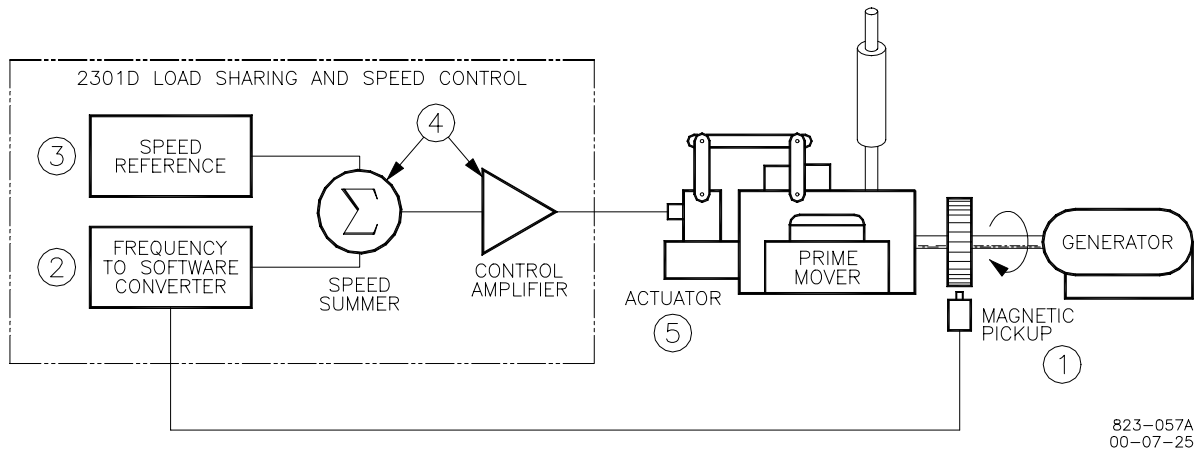 2301D LOAD SHARING AND SPEED CONTROL
3
SPEED
REFERENCE
4
Σ
2
FREQUENCY
TO SOFTWARE
CONVERTER
SPEED
SUMMER
CONTROL
AMPLIFIER
ACTUATOR
5
PRIME
MOVER
GENERATOR
MAGNETIC
PICKUP
1
823-057A
00-07-25